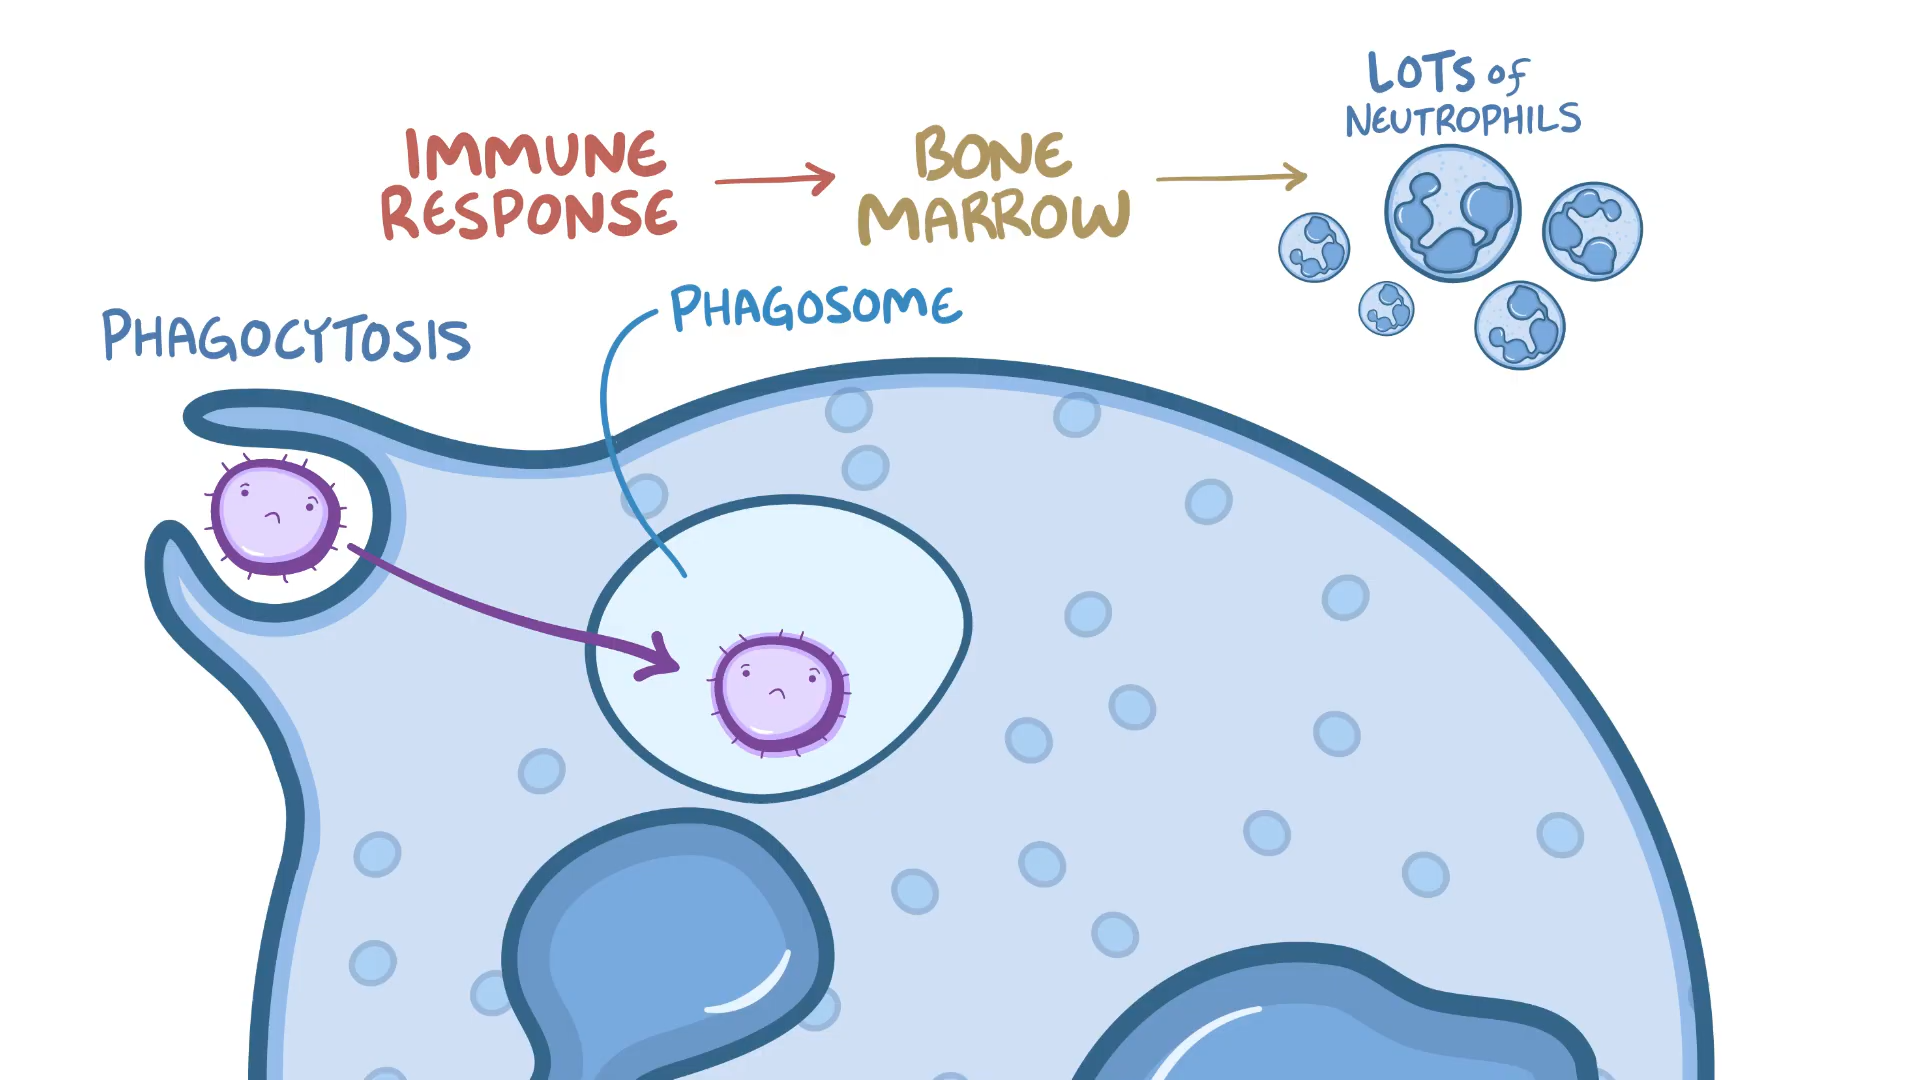 LOTS of
NEUTROPHILS
IMMUNE
RESPONSE
BONE
MARROW
PHAGOSOME
PHAGOCYTOSIS